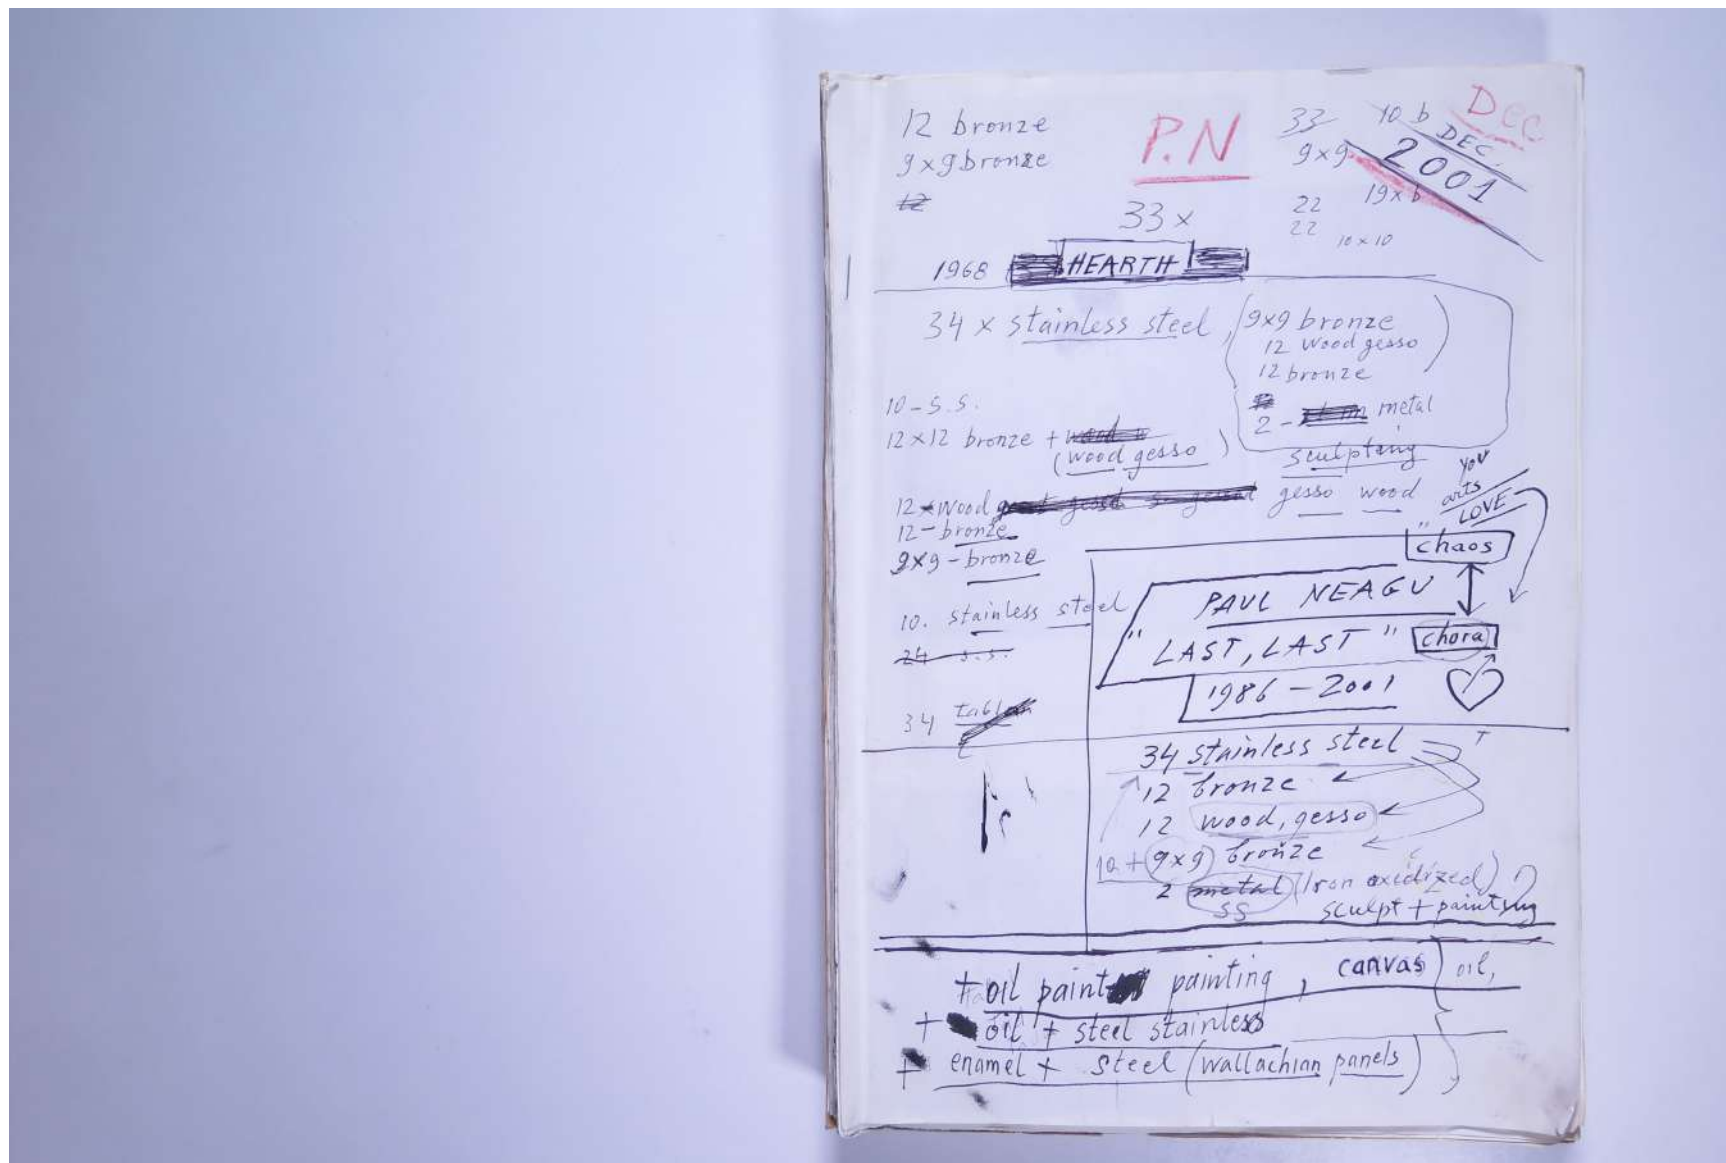 12 bronze
9x9 bronze
12
P.N
33 x
33
9x9
22
22
10 b
Dec
DEC.
2001
19 x b
10 x 10
1968 HEARTH
34 x stainless steel, 9x9 bronze
12 wood gesso
12 bronze
2 - metal
10 - s.s.
12 x 12 bronze +
(wood gesso)
sculpting
12 x wood gesso wood
12 - bronze
9x9 - bronze
you
arts
LOVE
"chaos
PAUL NEAGU
"LAST, LAST" chora
1986 - 2001
10. stainless steel
24 s.s.
34
34 stainless steel
12 bronze
12 wood, gesso
10 + 9x9 bronze
2 metal (Iron oxidized)
SS sculpt + painting
+ oil paint painting, canvas oil,
+ oil + steel stainless
+ enamel + steel (wallachian panels)